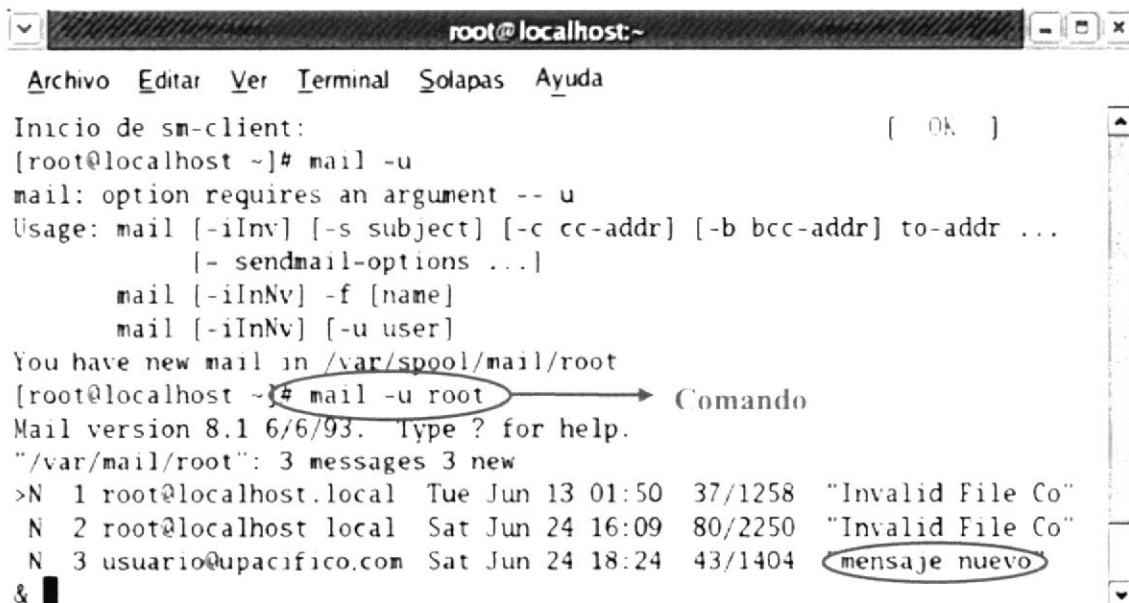 root@localhost:~
Archivo Editar Ver Terminal Solapas Ayuda
Inicio de sm-client: [ OK ]
[root@localhost ~]# mail -u
mail: option requires an argument -- u
Usage: mail [-iInv] [-s subject] [-c cc-addr] [-b bcc-addr] to-addr ...
[- sendmail-options ...]
mail [-iInNv] -f [name]
mail [-iInNv] [-u user]
You have new mail in /var/spool/mail/root
[root@localhost ~]# mail -u root Comando
Mail version 8.1 6/6/93. Type ? for help.
"/var/mail/root": 3 messages 3 new
>N 1 root@localhost.local Tue Jun 13 01:50 37/1258 "Invalid File Co"
N 2 root@localhost local Sat Jun 24 16:09 80/2250 "Invalid File Co"
N 3 usuario@upacifico.com Sat Jun 24 18:24 43/1404 "mensaje nuevo"
&